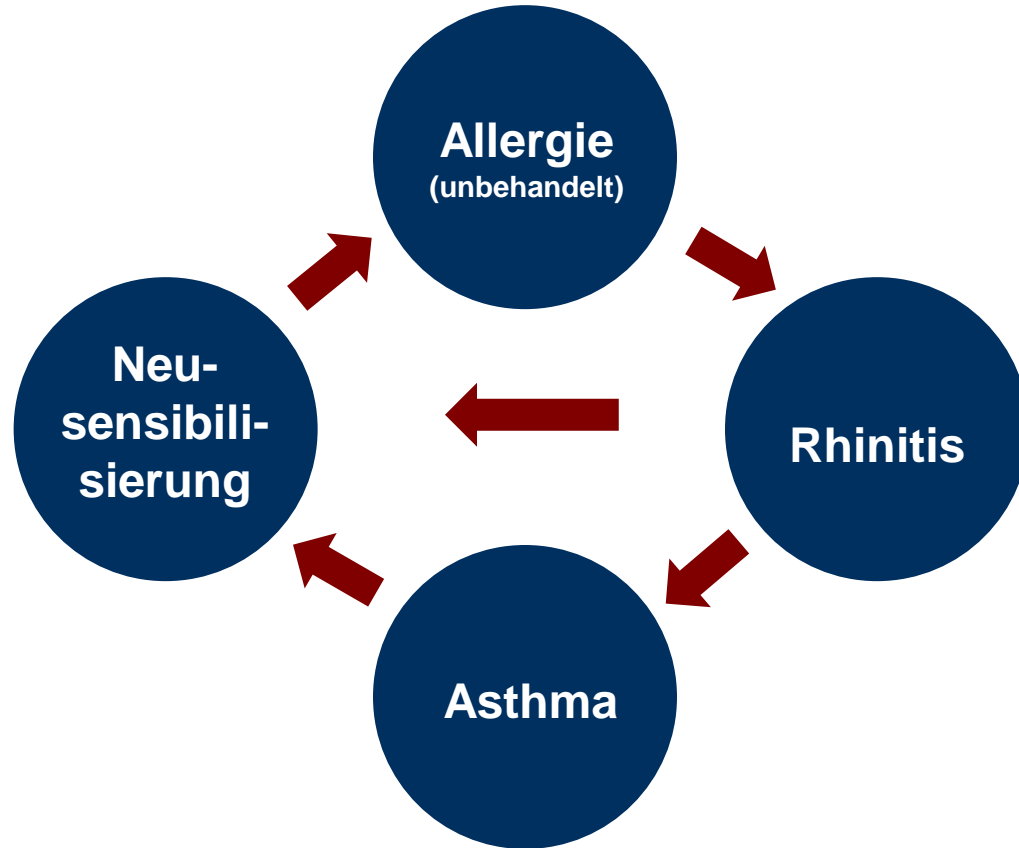 Allergie
(unbehandelt)
Neu-
sensibili-
sierung
Rhinitis
Asthma